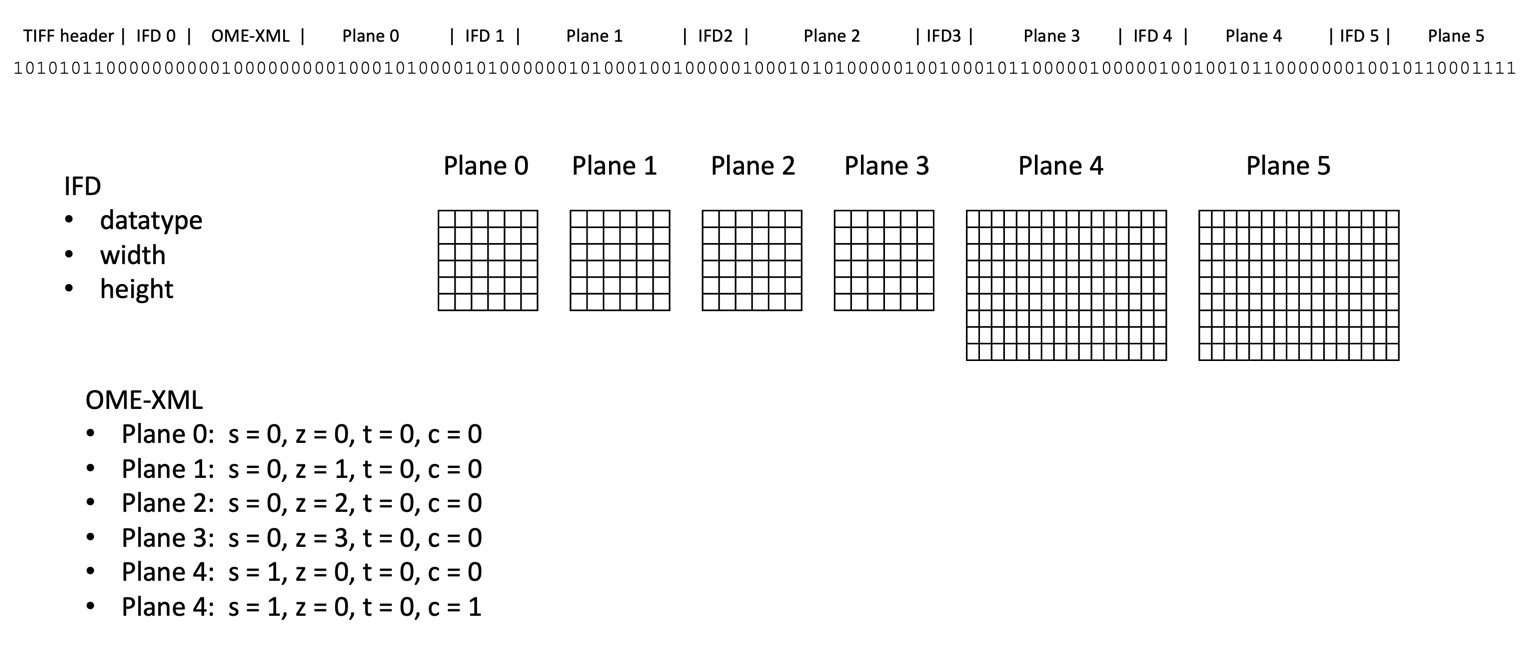 TIFF header | IFD 0 | OME-XML | Plane 0 | IFD 1 | Plane 1 | IFD2 | Plane 2 | IFD3 | Plane 3 | IFD 4 | Plane 4 | IFD 5 | Plane 5
Plane 0 Plane 1 Plane 2 Plane 3 Plane 4 Plane 5
IFD
• datatype
• width
• height
OME-XML
• Plane 0: s = 0, z = 0, t = 0, c = 0
• Plane 1: s = 0, z = 1, t = 0, c = 0
• Plane 2: s = 0, z = 2, t = 0, c = 0
• Plane 3: s = 0, z = 3, t = 0, c = 0
• Plane 4: s = 1, z = 0, t = 0, c = 0
• Plane 4: s = 1, z = 0, t = 0, c = 1